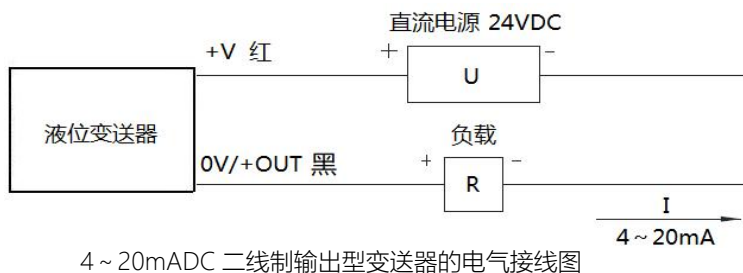 直流电源 24VDC
+V 红
+
U
-
液位变送器
负载
0V/+OUT 黑
+
R
-
I
4~20mA
4~20mADC 二线制输出型变送器的电气接线图